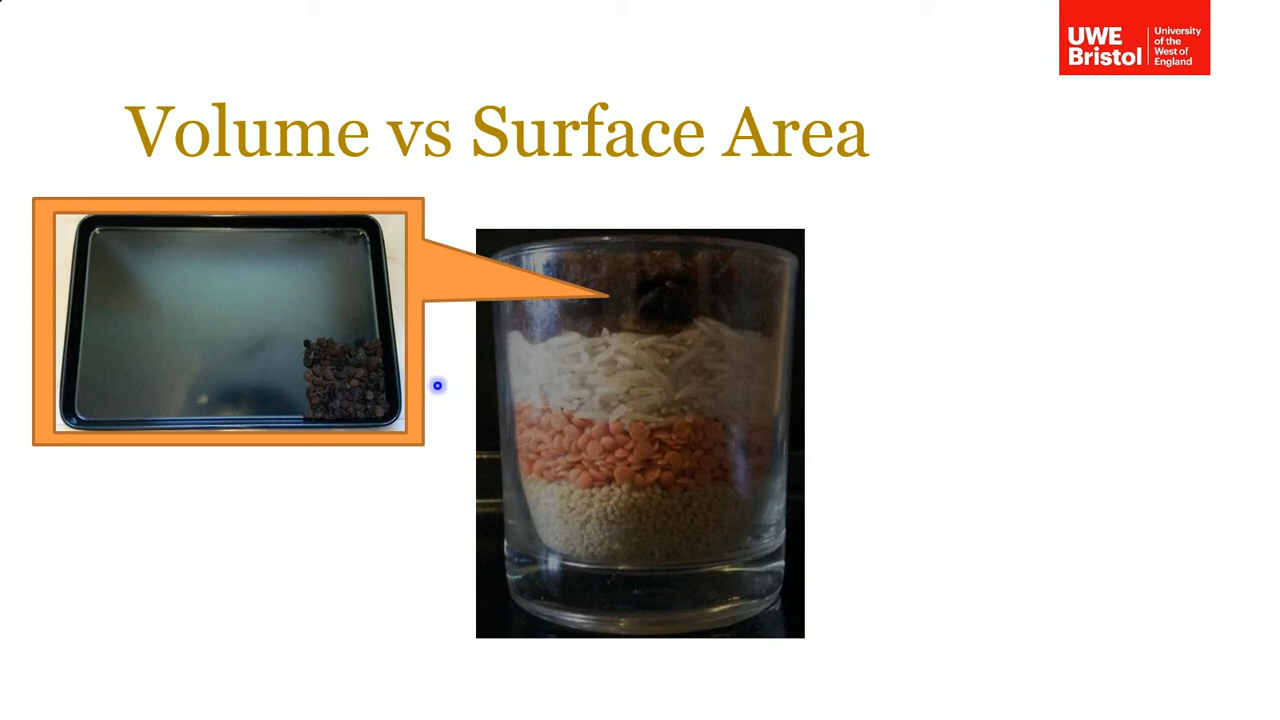 UWE
Bristol
University
of the
West of
England
Volume vs Surface Area